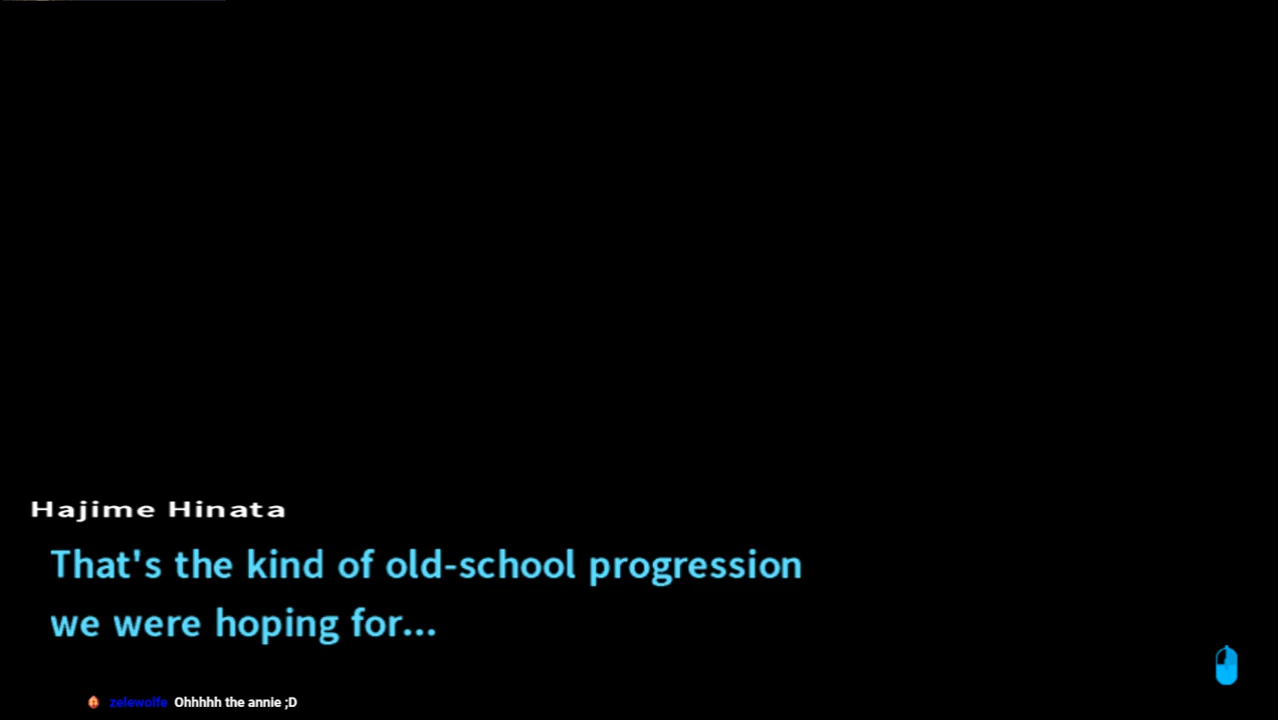 Hajime Hinata
That's the kind of old-school progression
we were hoping for...
zelewolfe Ohhhhh the annie ;D